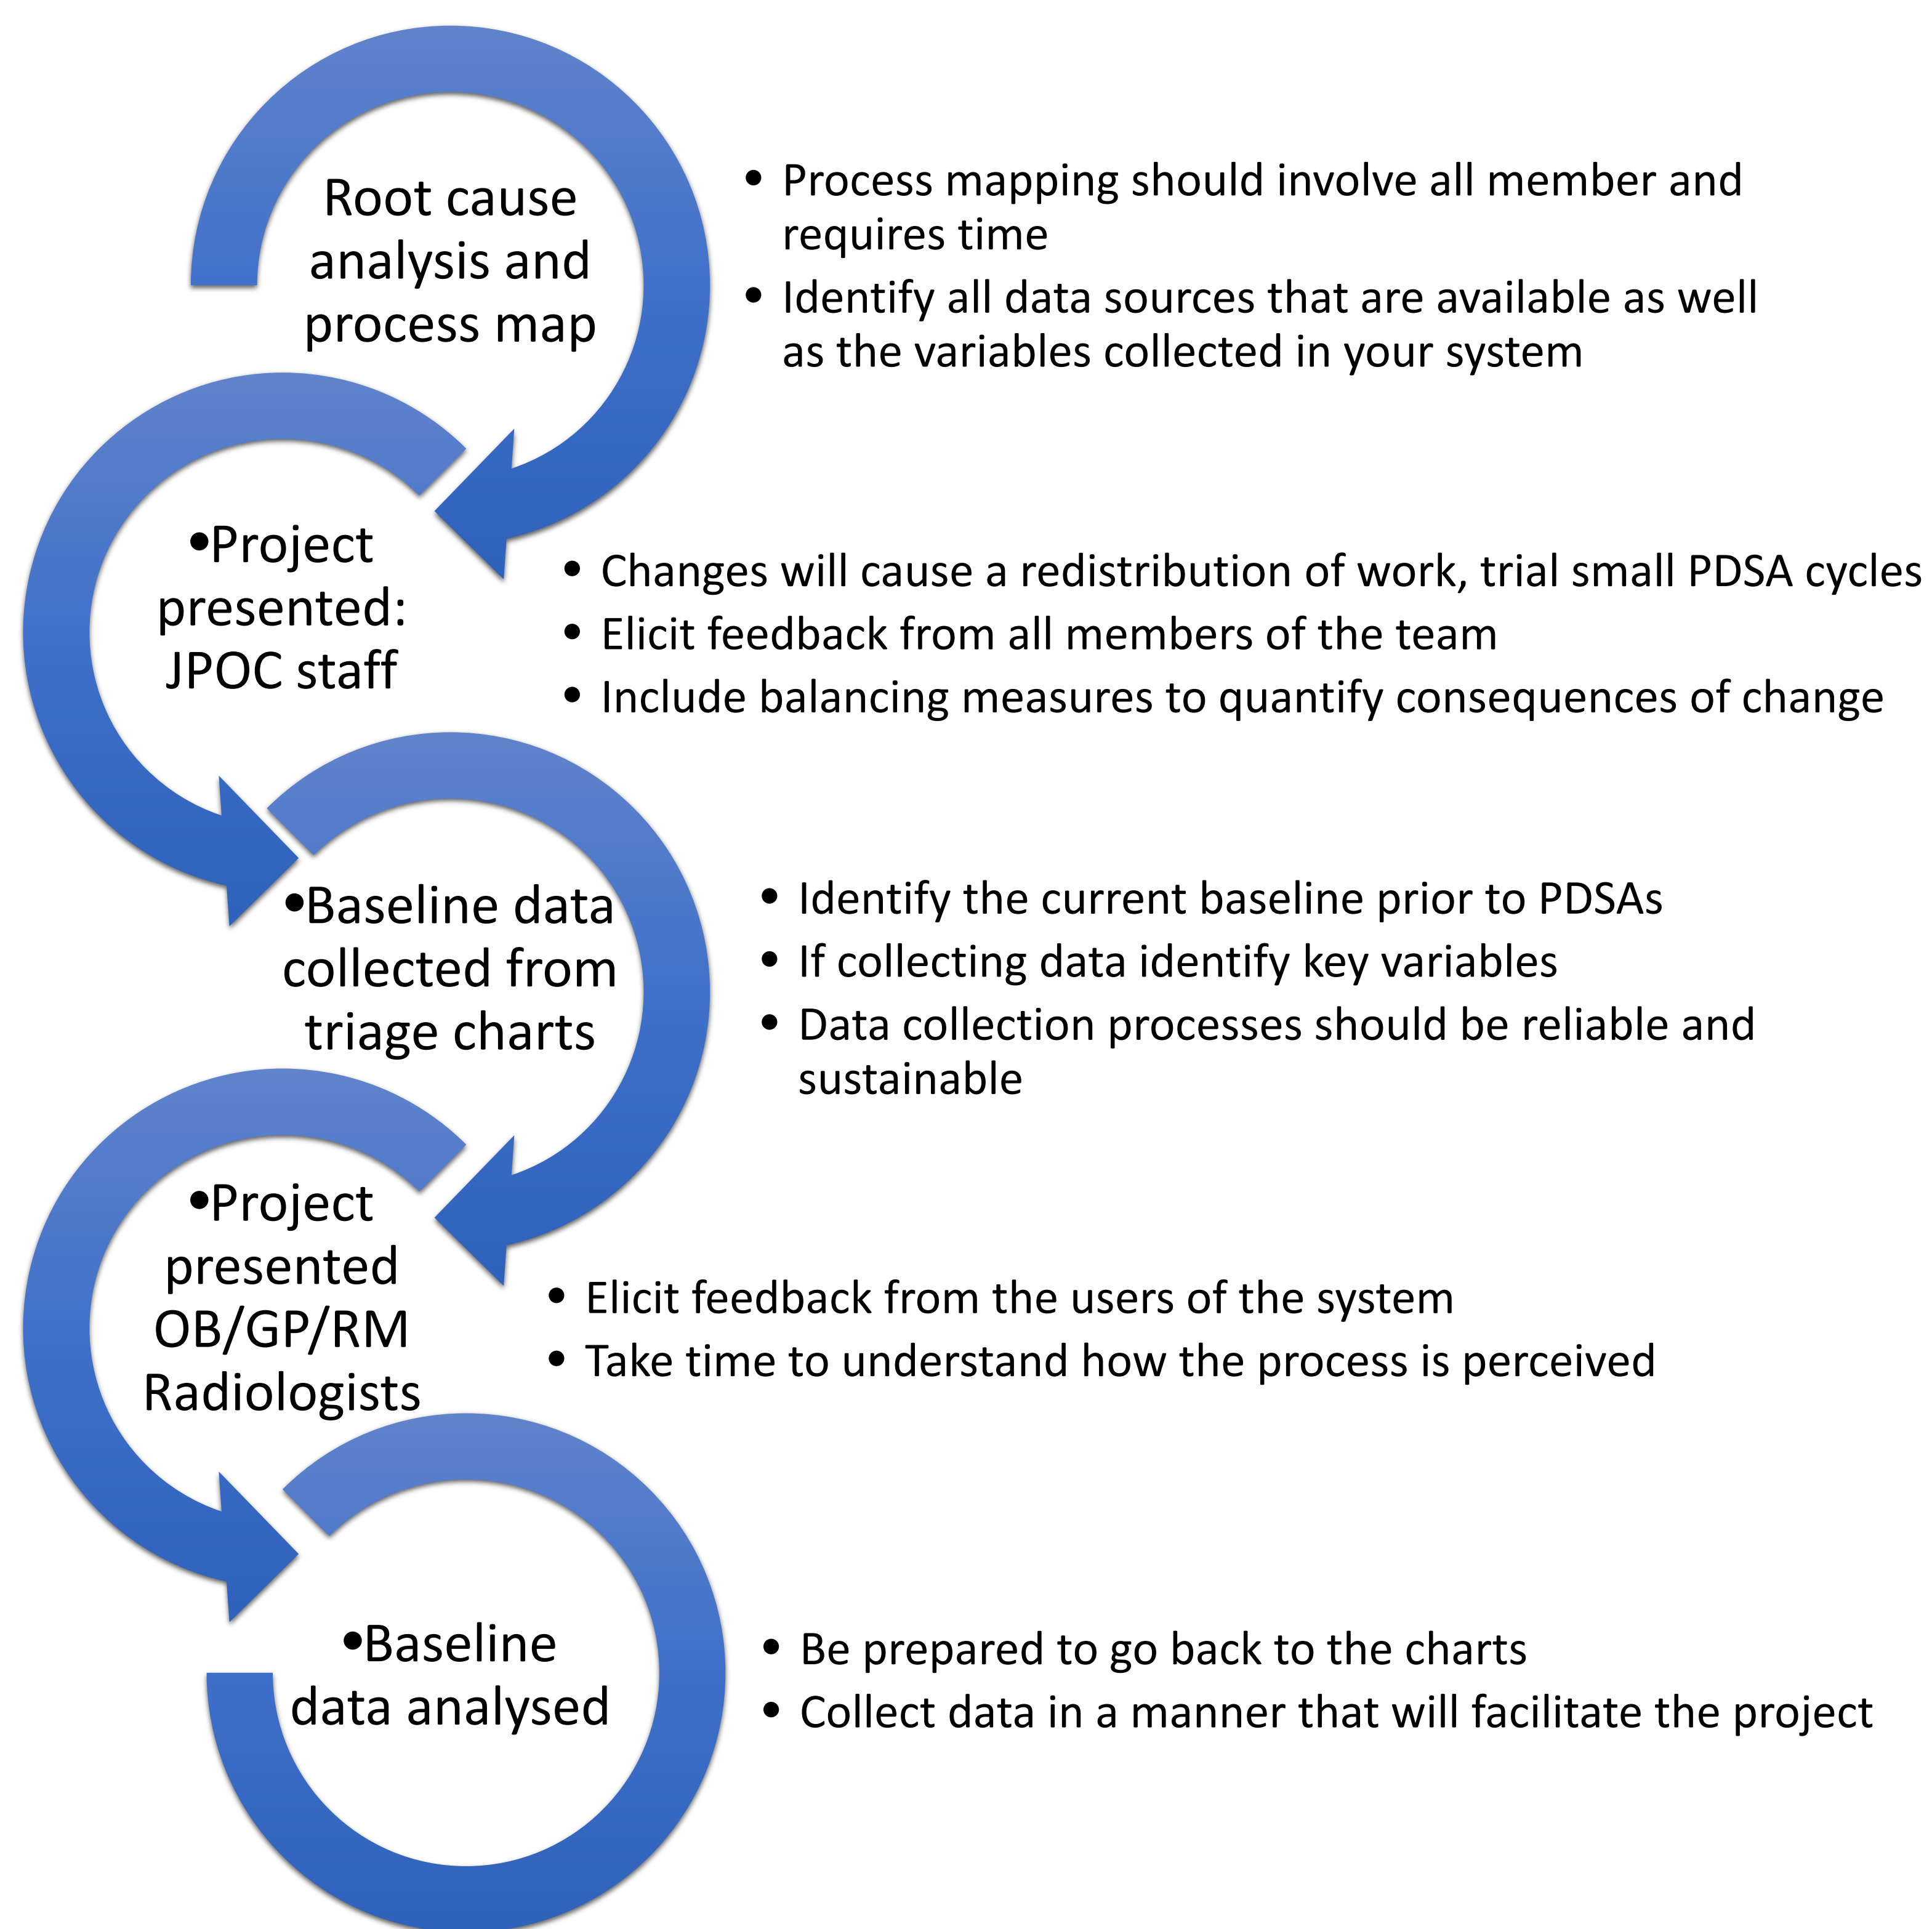 Root cause
analysis and
process map
• Process mapping should involve all member and
requires time
• Identify all data sources that are available as well
as the variables collected in your system
•Project
presented:
JPOC staff
• Changes will cause a redistribution of work, trial small PDSA cycles
• Elicit feedback from all members of the team
• Include balancing measures to quantify consequences of change
•Baseline data
collected from
triage charts
• Identify the current baseline prior to PDSAs
• If collecting data identify key variables
• Data collection processes should be reliable and
sustainable
•Project
presented
OB/GP/RM
Radiologists
• Elicit feedback from the users of the system
• Take time to understand how the process is perceived
•Baseline
data analysed
• Be prepared to go back to the charts
• Collect data in a manner that will facilitate the project